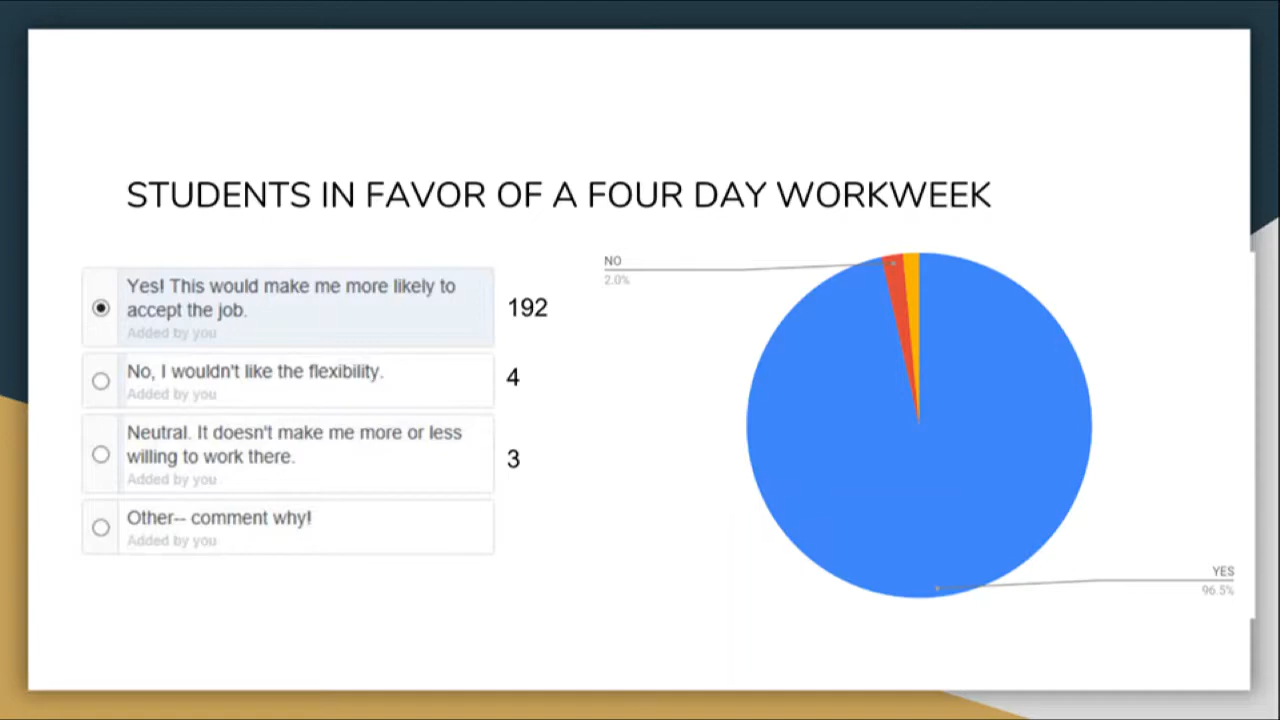 STUDENTS IN FAVOR OF A FOUR DAY WORKWEEK
Yes! This would make me more likely to
accept the job.
Added by you
192
No, I wouldn't like the flexibility.
Added by you
4
Neutral. It doesn't make me more or less
willing to work there.
Added by you
3
Other-- comment why!
Added by you
NO
2.0%
YES
96.5%